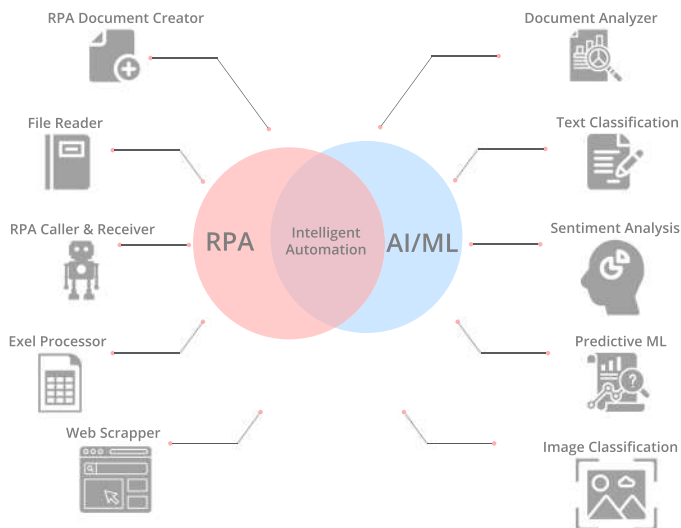 RPA Document Creator
Document Analyzer
File Reader
Text Classification
RPA Caller & Receiver
Sentiment Analysis
RPA
Intelligent
Automation
AI/ML
Exel Processor
Predictive ML
Web Scrapper
Image Classification